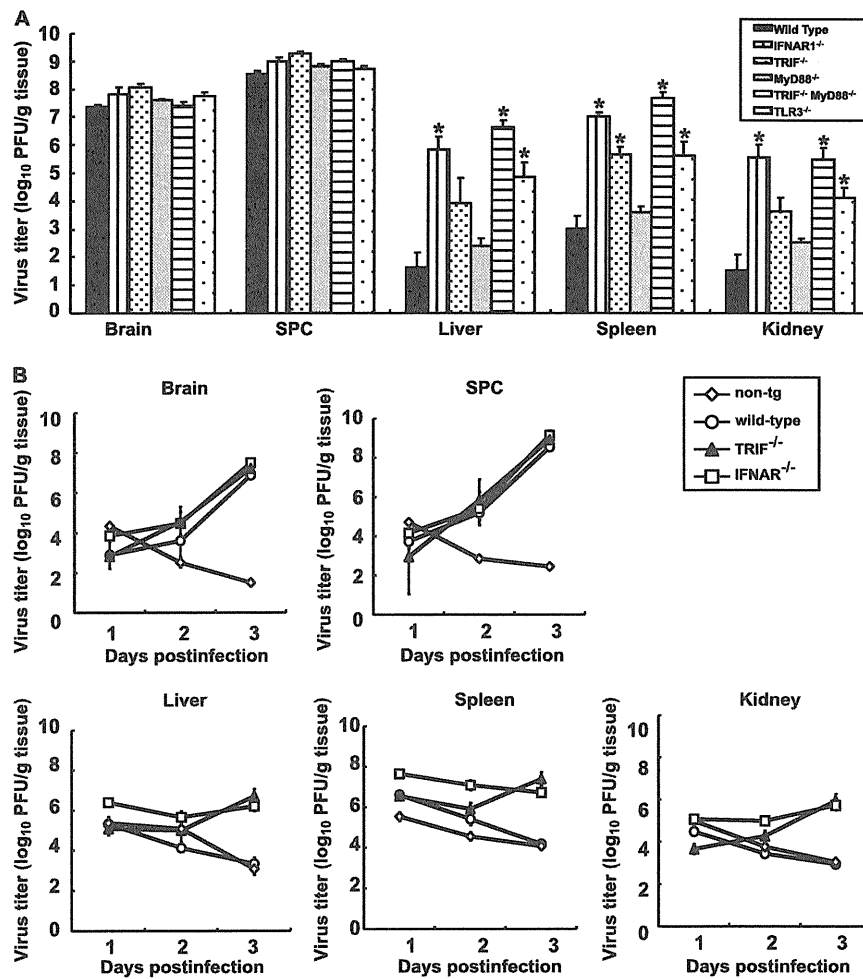 A
Virus titer (log10 PFU/g tissue)
10
9
8
7
6
5
4
3
2
1
0
Brain
SPC
Liver
Spleen
Kidney
* * * * * * * * * *
Wild Type
IFNAR1-/-
TRIF-/-
MyD88-/-
TRIF-/- MyD88-/-
TLR3-/-
B
Brain
Virus titer (log10 PFU/g tissue)
10
8
6
4
2
0
1 2 3
Days postinfection
SPC
Virus titer (log10 PFU/g tissue)
10
8
6
4
2
0
1 2 3
Days postinfection
non-tg
wild-type
TRIF-/-
IFNAR-/-
Liver
Virus titer (log10 PFU/g tissue)
10
8
6
4
2
0
1 2 3
Days postinfection
Spleen
Virus titer (log10 PFU/g tissue)
10
8
6
4
2
0
1 2 3
Days postinfection
Kidney
Virus titer (log10 PFU/g tissue)
10
8
6
4
2
0
1 2 3
Days postinfection